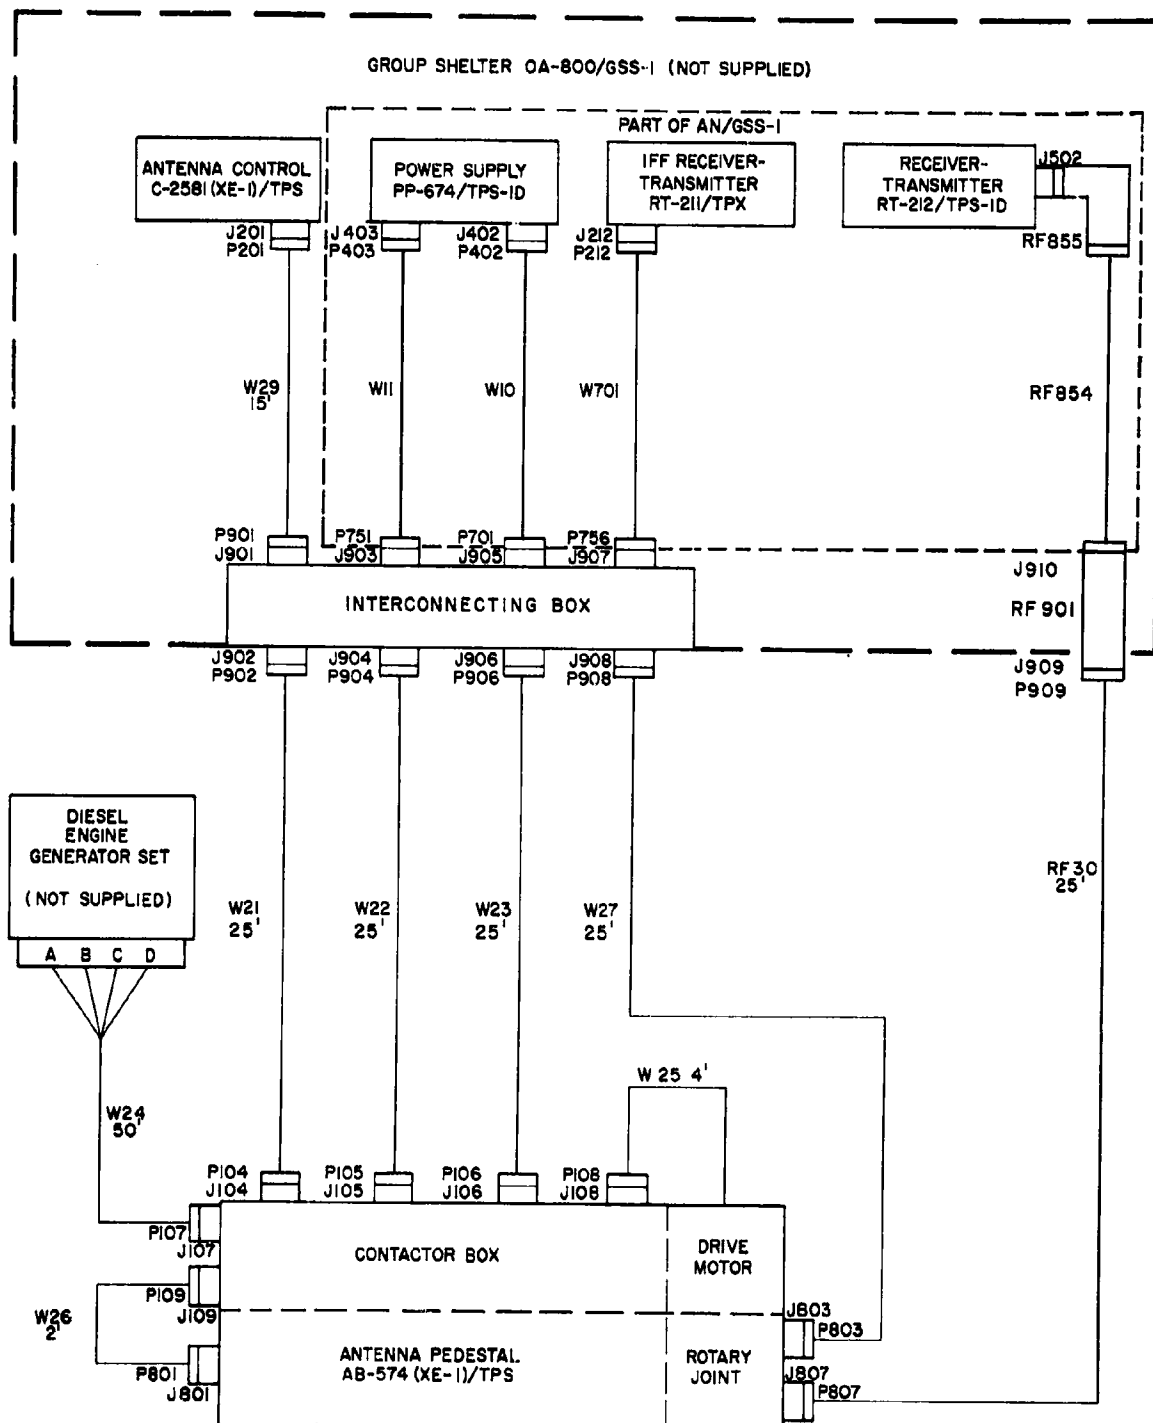 GROUP SHELTER OA-800/GSS-1 (NOT SUPPLIED)
PART OF AN/GSS-1
ANTENNA CONTROL
C-2581(XE-1)/TPS
POWER SUPPLY
PP-674/TPS-1D
IFF RECEIVER-
TRANSMITTER
RT-211/TPX
RECEIVER-
TRANSMITTER
RT-212/TPS-1D
J502
J201
P201
J403
P403
J402
P402
J212
P212
RF855
W29
15'
W11
W10
W701
RF854
P901
J901
P751
J903
P701
J905
P756
J907
J910
INTERCONNECTING BOX
RF901
J902
P902
J904
P904
J906
P906
J908
P908
J909
P909
DIESEL
ENGINE
GENERATOR SET
(NOT SUPPLIED)
A B C D
W21
25'
W22
25'
W23
25'
W27
25'
RF30
25'
W24
50'
W 25 4'
P104
J104
P105
J105
P106
J106
P108
J108
P107
J107
CONTACTOR BOX
DRIVE
MOTOR
P109
J109
W26
2'
J803
P803
P801
J801
ANTENNA PEDESTAL
AB-574 (XE-1)/TPS
ROTARY
JOINT
J807
P807